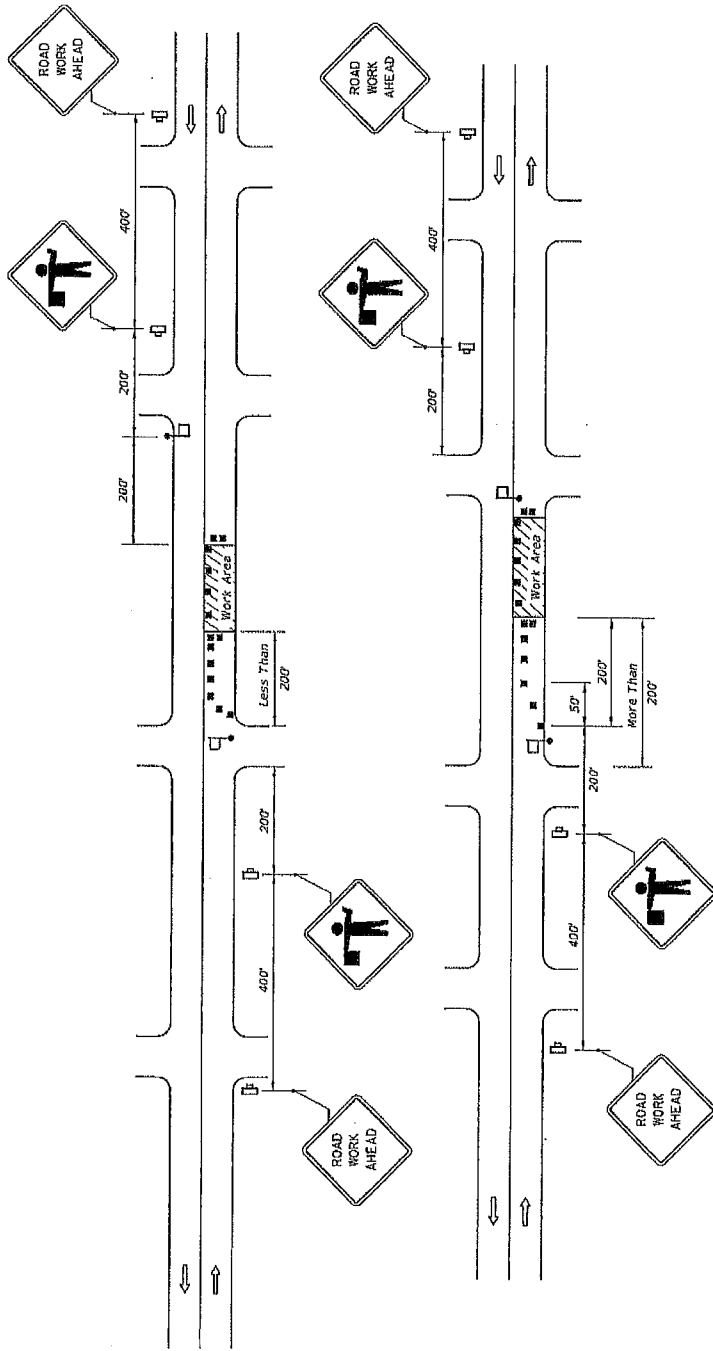 ROAD
WORK
AHEAD
400'
200'
200'
Work Area
Less Than
200'
200'
400'
ROAD
WORK
AHEAD
ROAD
WORK
AHEAD
400'
200'
Work Area
200'
More Than
200'
50'
200'
400'
ROAD
WORK
AHEAD